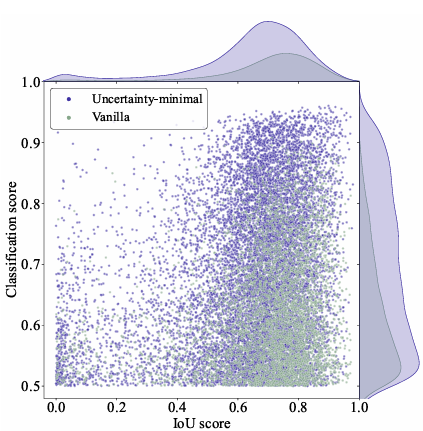 1.0
Uncertainty-minimal
Vanilla
0.9
0.8
0.7
0.6
0.5
Classification score
0.0 0.2 0.4 0.6 0.8 1.0
IoU score